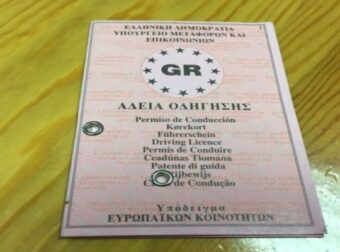 ΕΛΛΗΝΙΚΗ ΔΗΜΟΚΡΑΤΙΑ
ΥΠΟΥΡΓΕΙΟ ΜΕΤΑΦΟΡΩΝ ΚΑΙ
ΕΠΙΚΟΙΝΩΝΙΩΝ
GR
ΑΔΕΙΑ ΟΔΗΓΗΣΗΣ
Permiso de Conducción
Kørekort
Führerschein
Driving Licence
Permis de Conduire
Ceadúnas Tiomána
Patente di guida
Rijbewijs
de Condução
Υπόδειγμα
ΕΥΡΩΠΑΪΚΩΝ ΚΟΙΝΟΤΗΤΩΝ